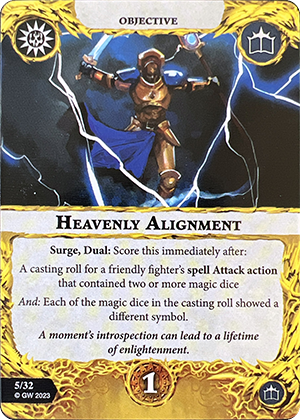 OBJECTIVE
HEAVENLY ALIGNMENT
Surge, Dual: Score this immediately after:
A casting roll for a friendly fighter's spell Attack action
that contained two or more magic dice
And: Each of the magic dice in the casting roll showed a
different symbol.
A moment's introspection can lead to a lifetime
of enlightenment.
5/32
© GW 2023
1